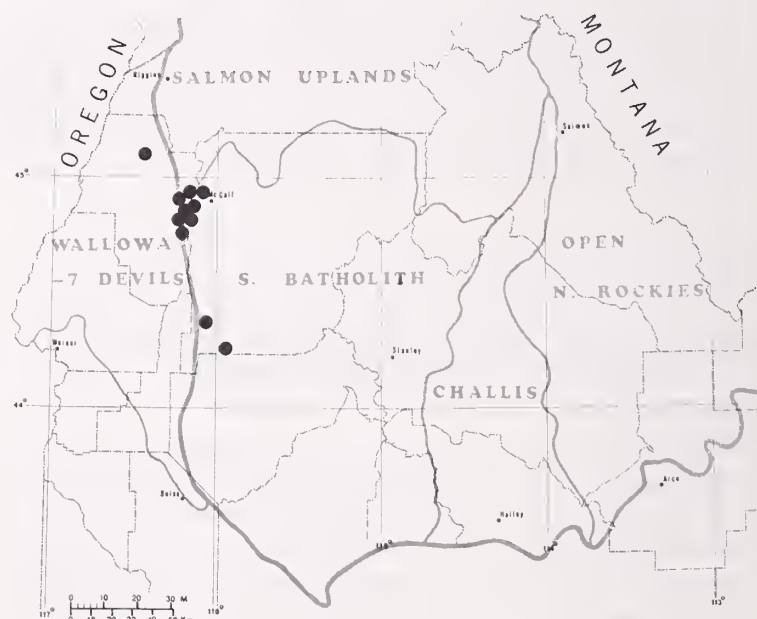 OREGON
MONTANA
Riggins
SALMON UPLANDS
Salmon
45°
McCall
WALLOWA
-7 DEVILS
S. BATHOLITH
OPEN
N. ROCKIES
Weiser
Stanley
CHALLIS
44°
Arco
Boise
Hailey
0 10 20 30 M
117°
116°
113°